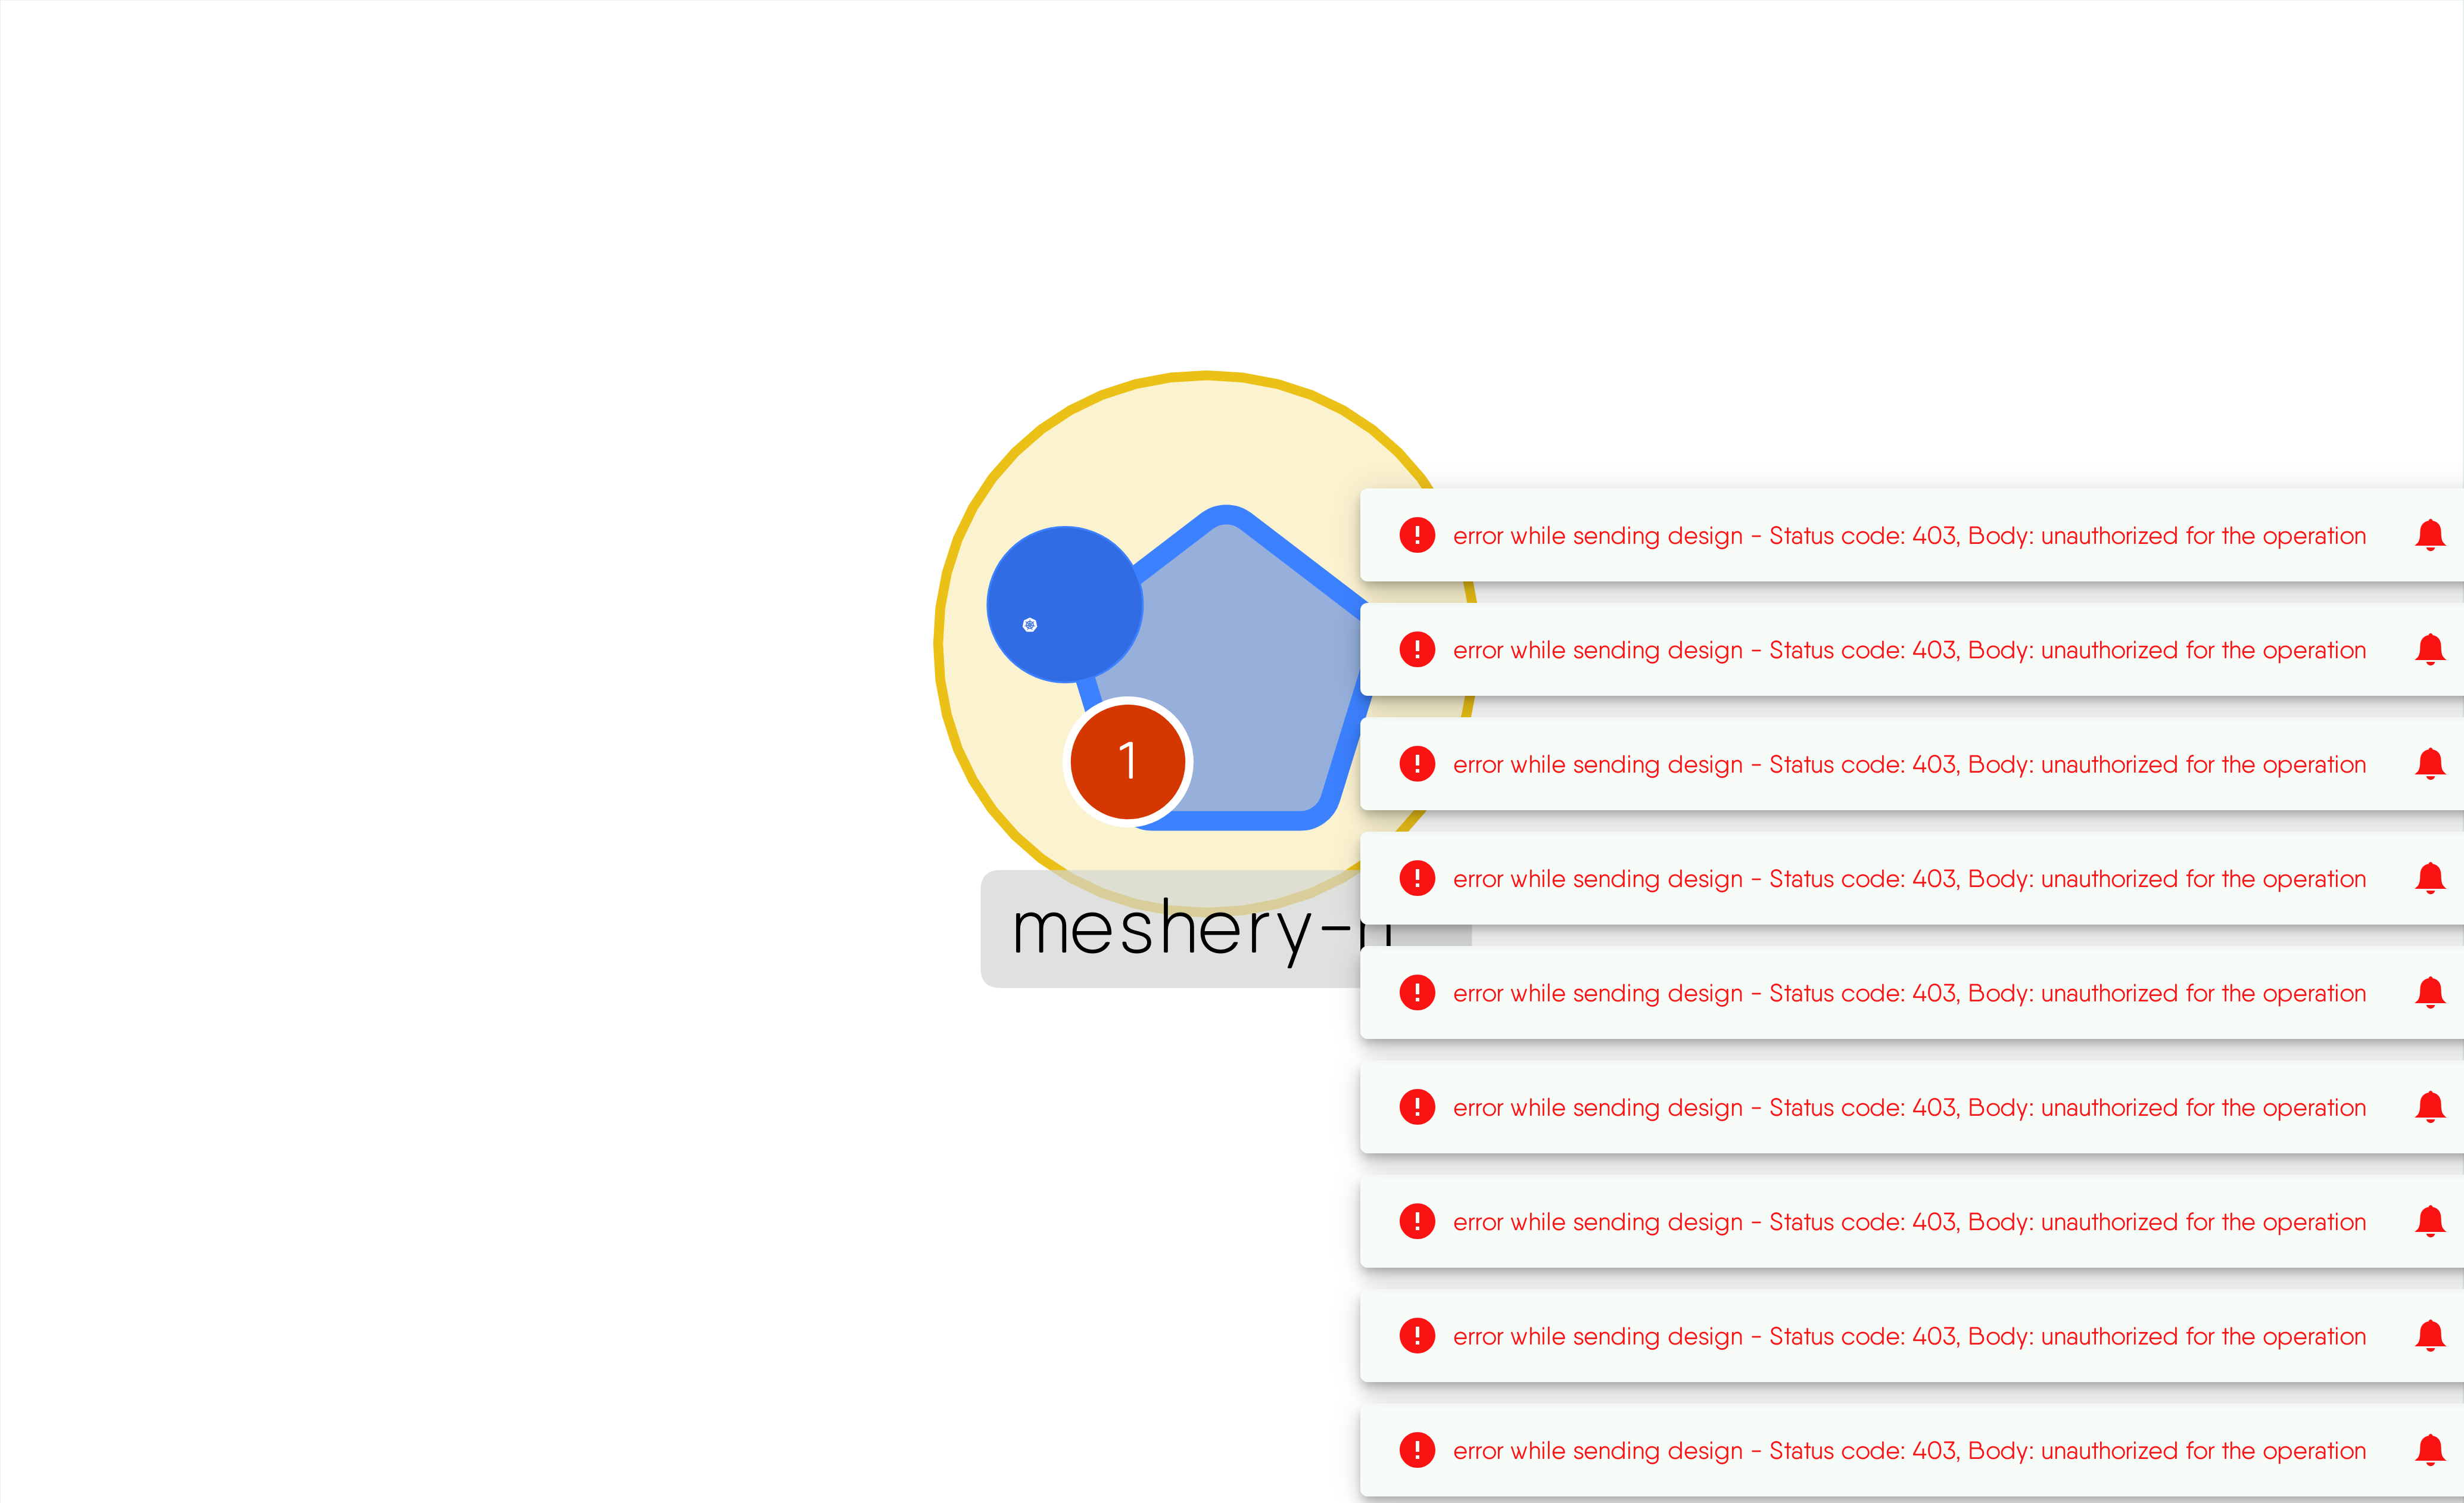 error while sending design - Status code: 403, Body: unauthorized for the operation
error while sending design - Status code: 403, Body: unauthorized for the operation
error while sending design - Status code: 403, Body: unauthorized for the operation
1
error while sending design - Status code: 403, Body: unauthorized for the operation
meshery-
error while sending design - Status code: 403, Body: unauthorized for the operation
error while sending design - Status code: 403, Body: unauthorized for the operation
error while sending design - Status code: 403, Body: unauthorized for the operation
error while sending design - Status code: 403, Body: unauthorized for the operation
error while sending design - Status code: 403, Body: unauthorized for the operation